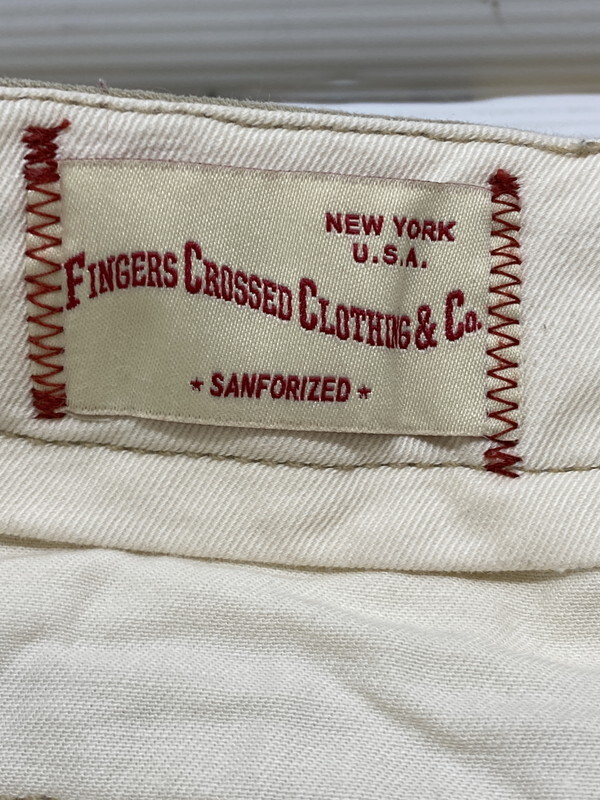 NEW YORK
U.S.A.
FINGERS CROSSED CLOTHING & CO.
* SANFORIZED *